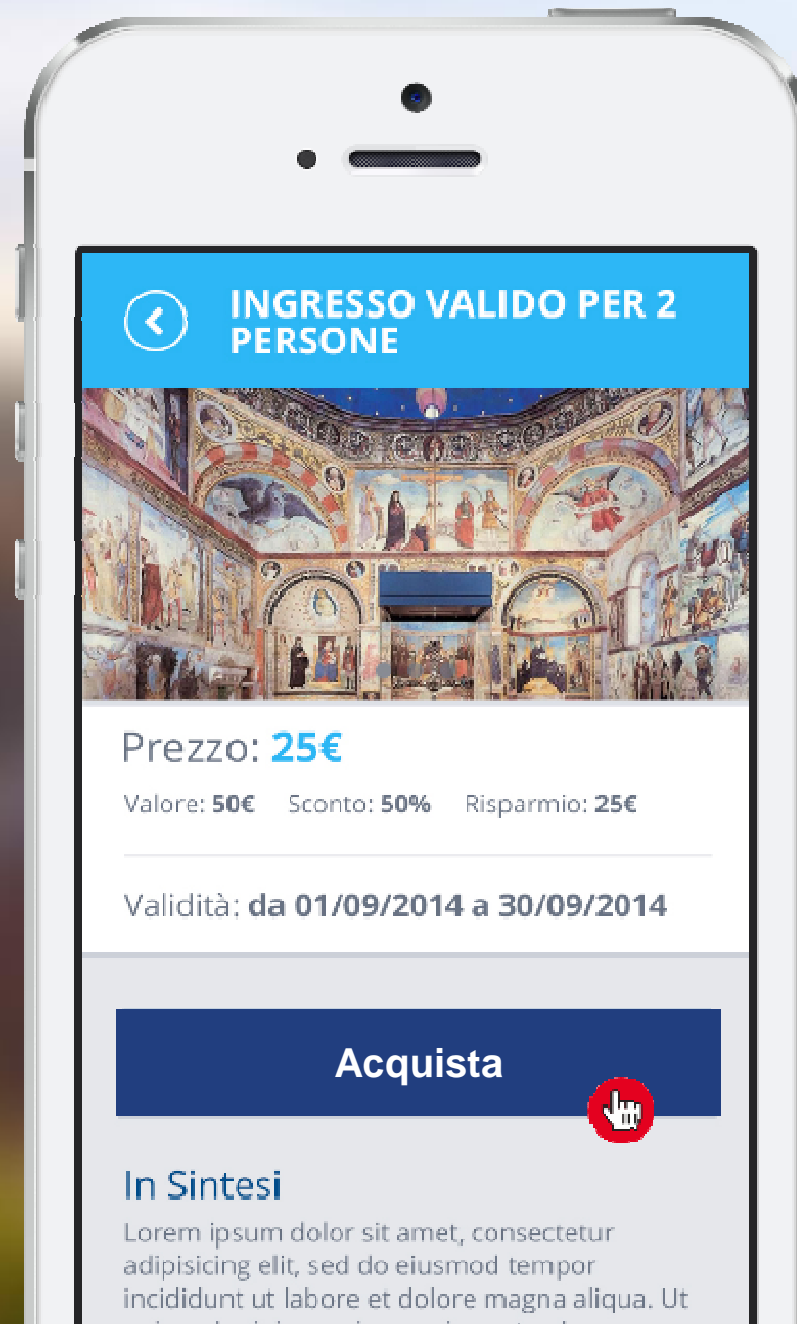 INGRESSO VALIDO PER 2
PERSONE
Prezzo: 25€
Valore: 50€ Sconto: 50% Risparmio: 25€
Validità: da 01/09/2014 a 30/09/2014
Acquista
In Sintesi
Lorem ipsum dolor sit amet, consectetur
adipisicing elit, sed do eiusmod tempor
incididunt ut labore et dolore magna aliqua. Ut